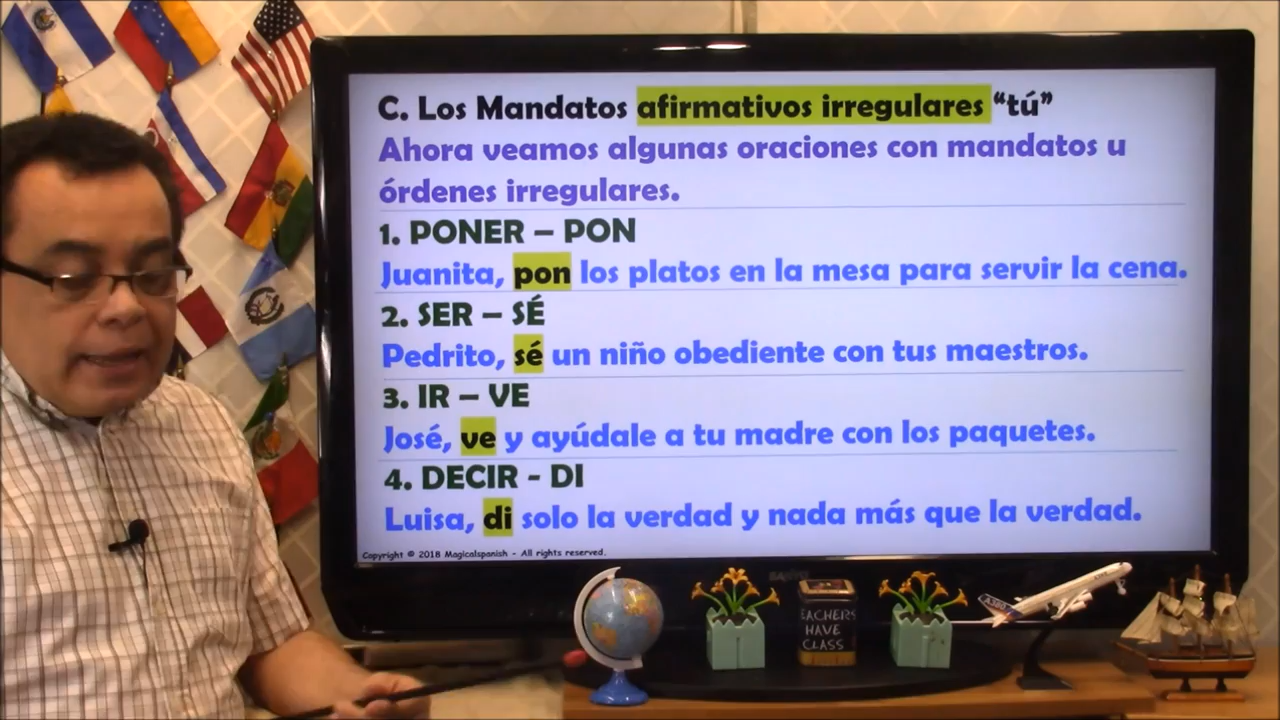 C. Los Mandatos afirmativos irregulares “tú”
Ahora veamos algunas oraciones con mandatos u
órdenes irregulares.
1. PONER – PON
Juanita, pon los platos en la mesa para servir la cena.
2. SER – SÉ
Pedrito, sé un niño obediente con tus maestros.
3. IR – VE
José, ve y ayúdale a tu madre con los paquetes.
4. DECIR - DI
Luisa, di solo la verdad y nada más que la verdad.
Copyright © 2018 Magicalspanish - All rights reserved.
SANYO
TEACHERS
HAVE
CLASS
A380